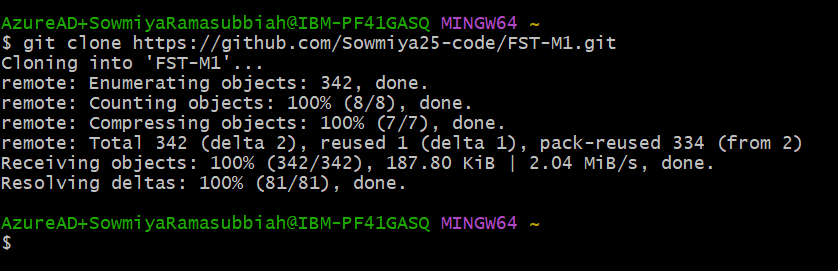 AzureAD+SowmiyaRamasubbiah@IBM-PF41GASQ MINGW64 ~
$ git clone https://github.com/Sowmiya25-code/FST-M1.git
Cloning into 'FST-M1'...
remote: Enumerating objects: 342, done.
remote: Counting objects: 100% (8/8), done.
remote: Compressing objects: 100% (7/7), done.
remote: Total 342 (delta 2), reused 1 (delta 1), pack-reused 334 (from 2)
Receiving objects: 100% (342/342), 187.80 KiB | 2.04 MiB/s, done.
Resolving deltas: 100% (81/81), done.
AzureAD+SowmiyaRamasubbiah@IBM-PF41GASQ MINGW64 ~
$